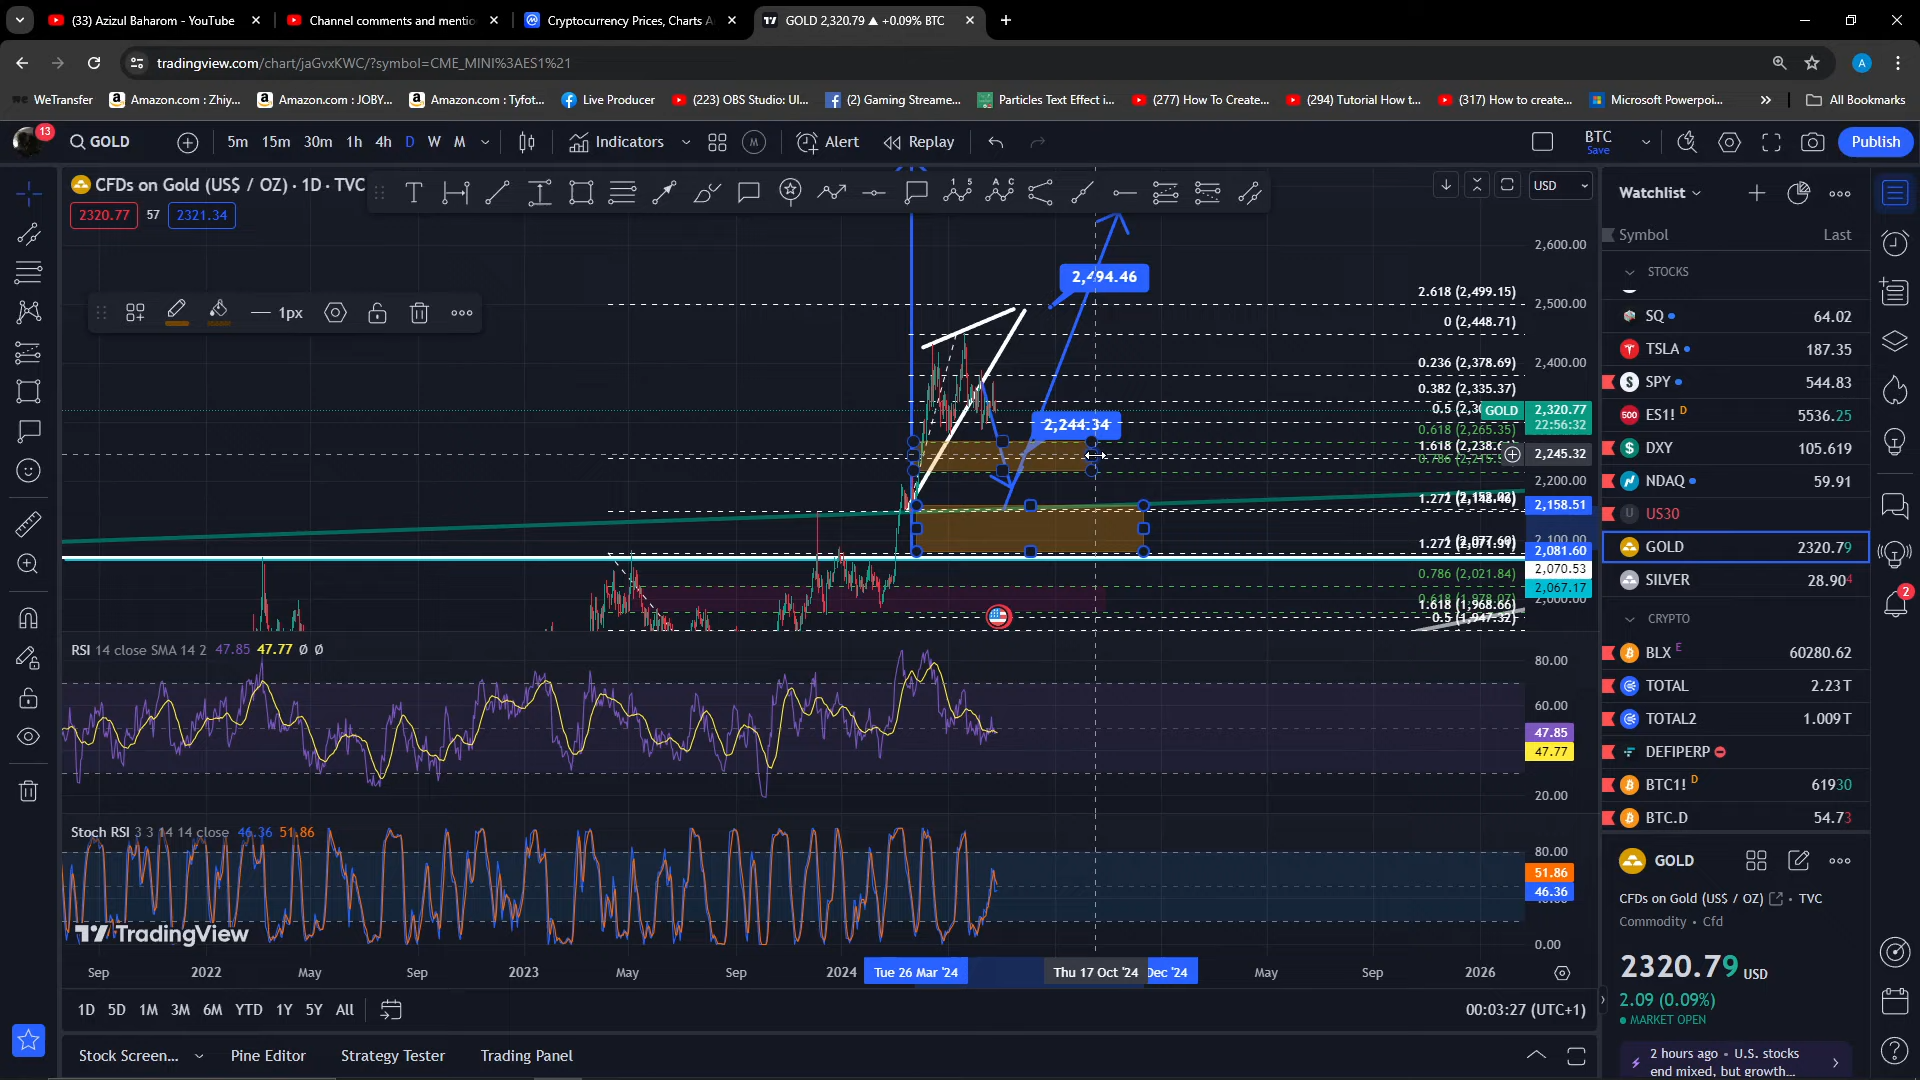 (33) Azizul Baharom - YouTube
Channel comments and mentio
Cryptocurrency Prices, Charts A
GOLD 2,320.79 ▲ +0.09% BTC
tradingview.com/chart/jaGvxKWC/?symbol=CME_MINI%3AES1%21
A
WeTransfer
Amazon.com : Zhiy...
Amazon.com : JOBY...
Amazon.com : Tyfot...
Live Producer
(223) OBS Studio: Ul...
(2) Gaming Streame...
Particles Text Effect i...
(277) How To Create...
(294) Tutorial How t...
(317) How to create...
Microsoft Powerpoi...
All Bookmarks
13
GOLD
5m 15m 30m 1h 4h D W M
Indicators
M
Alert
Replay
BTC
Save
Publish
CFDs on Gold (US$ / OZ) · 1D · TVC
2320.77 57 2321.34
USD
1px
2,494.46
2,244.34
2.618 (2,499.15)
0 (2,448.71)
0.236 (2,378.69)
0.382 (2,335.37)
0.618 (2,265.35)
0.786 (2,021.84)
1.618 (1,968.66)
0.5 (1,947.32)
2,600.00
2,500.00
2,400.00
GOLD 2,320.77
22:56:32
2,245.32
2,200.00
2,158.51
2,081.60
2,070.53
2,067.17
RSI 14 close SMA 14 2 47.85 47.77 Ø Ø
80.00
60.00
47.85
47.77
20.00
Stoch RSI 3 3 14 14 close 46.36 51.86
80.00
51.86
46.36
0.00
TradingView
Sep 2022 May Sep 2023 May Sep 2024 Tue 26 Mar '24 Thu 17 Oct '24 Dec '24 May Sep 2026
1D 5D 1M 3M 6M YTD 1Y 5Y All
00:03:27 (UTC+1)
Stock Screen...
Pine Editor
Strategy Tester
Trading Panel
Watchlist
Symbol Last
STOCKS
SQ 64.02
TSLA 187.35
SPY 544.83
500 ES1! D 5536.25
DXY 105.619
NDAQ 59.91
U US30
GOLD 2320.79
SILVER 28.904
CRYPTO
BLX E 60280.62
TOTAL 2.23T
TOTAL2 1.009T
DEFIPERP
BTC1! D 61930
BTC.D 54.73
GOLD
CFDs on Gold (US$ / OZ) • TVC
Commodity • Cfd
2320.79 USD
2.09 (0.09%)
MARKET OPEN
2 hours ago • U.S. stocks
end mixed, but growth...
2